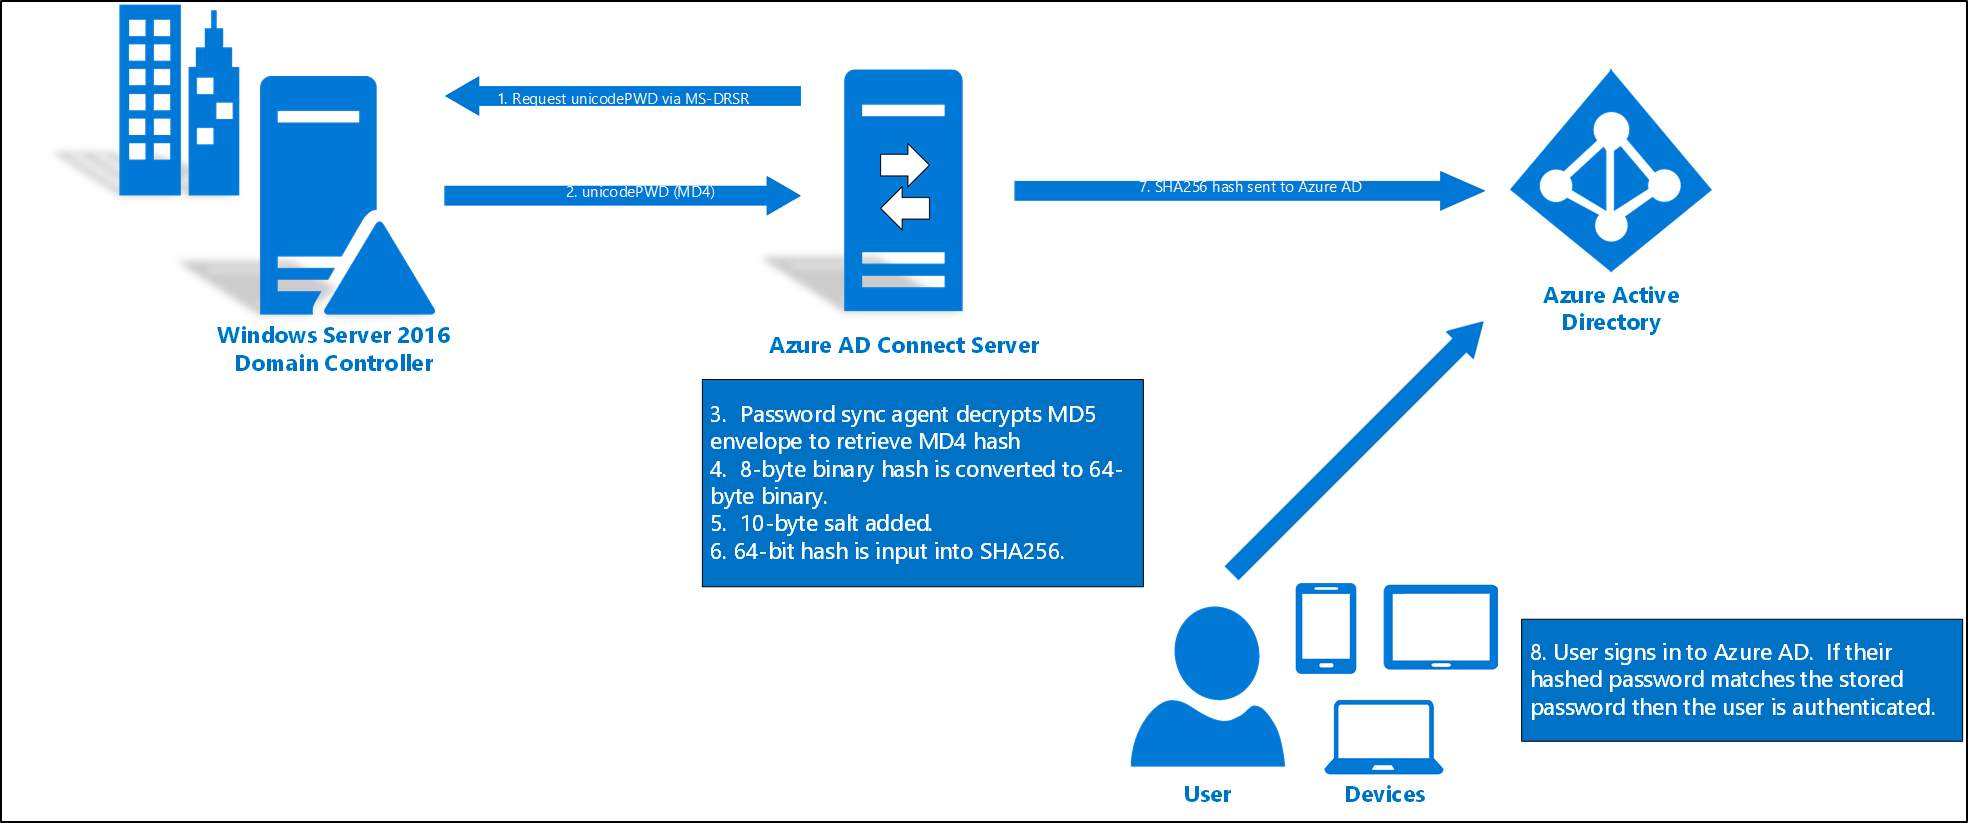 1. Request unicodePWD via MS-DRSR
2. unicodePWD (MD4)
7. SHA256 hash sent to Azure AD
Azure Active
Directory
Windows Server 2016
Domain Controller
Azure AD Connect Server
3.  Password sync agent decrypts MD5
envelope to retrieve MD4 hash
4.  8-byte binary hash is converted to 64-
byte binary.
5.  10-byte salt added.
6. 64-bit hash is input into SHA256.
8. User signs in to Azure AD.  If their
hashed password matches the stored
password then the user is authenticated.
User
Devices